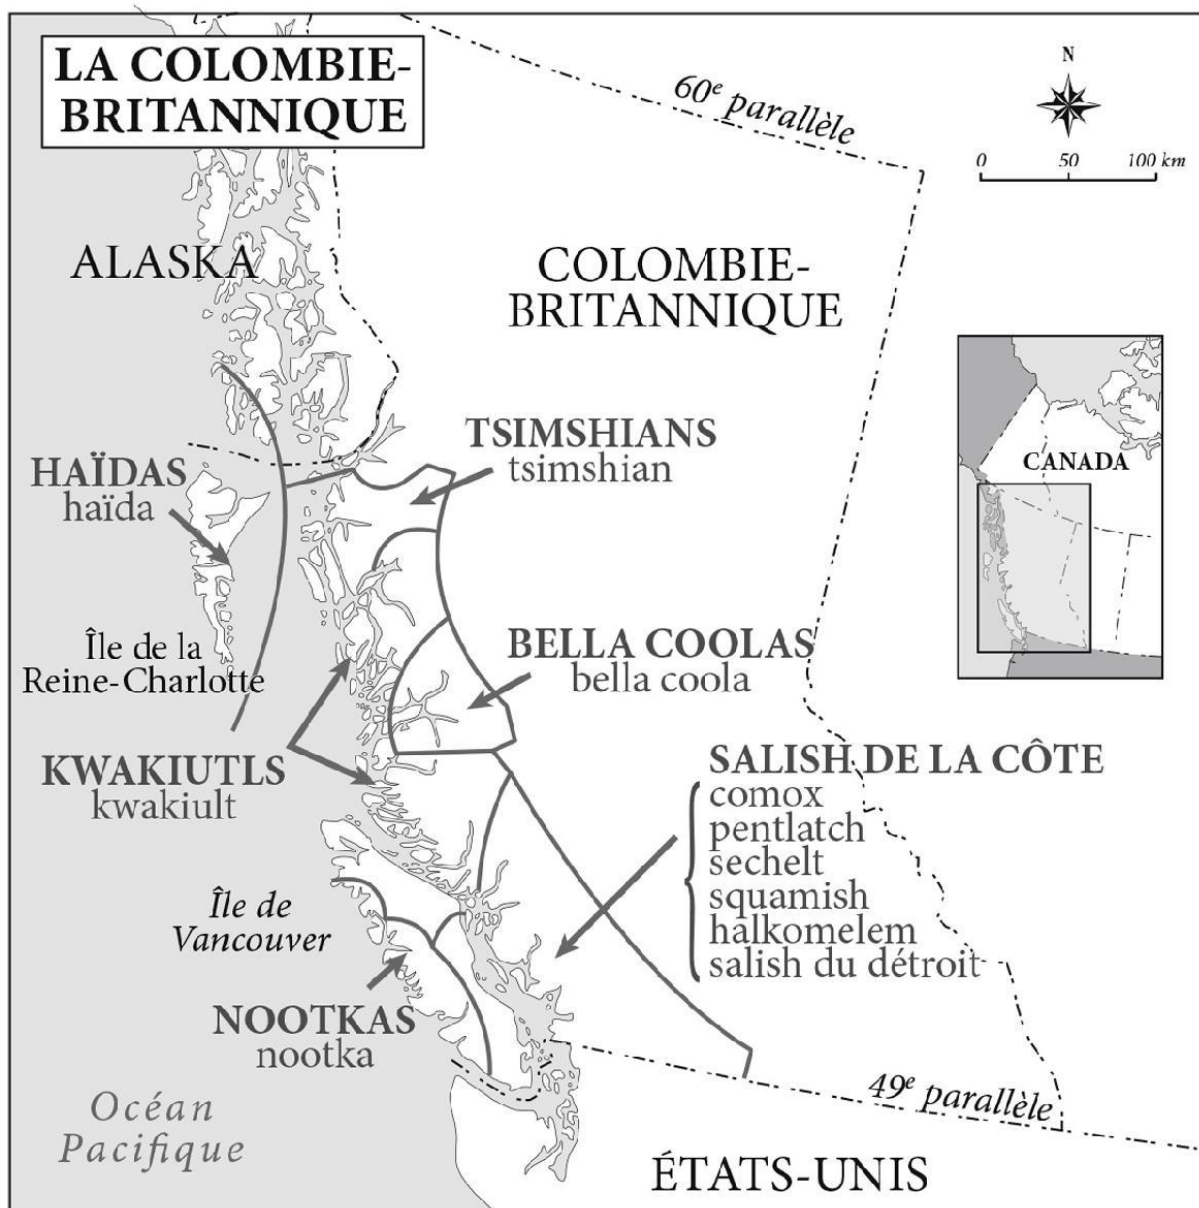 LA COLOMBIE-
BRITANNIQUE
60e parallèle
N
0 50 100 km
ALASKA
COLOMBIE-
BRITANNIQUE
CANADA
TSIMSHIANS
tsimshian
HAÏDAS
haïda
Île de la
Reine-Charlotte
BELLA COOLAS
bella coola
KWAKIUTLS
kwakiult
SALISH DE LA CÔTE
comox
pentlatch
sechelt
squamish
halkomelem
salish du détroit
Île de
Vancouver
NOOTKAS
nootka
Océan
Pacifique
49e parallèle
ÉTATS-UNIS